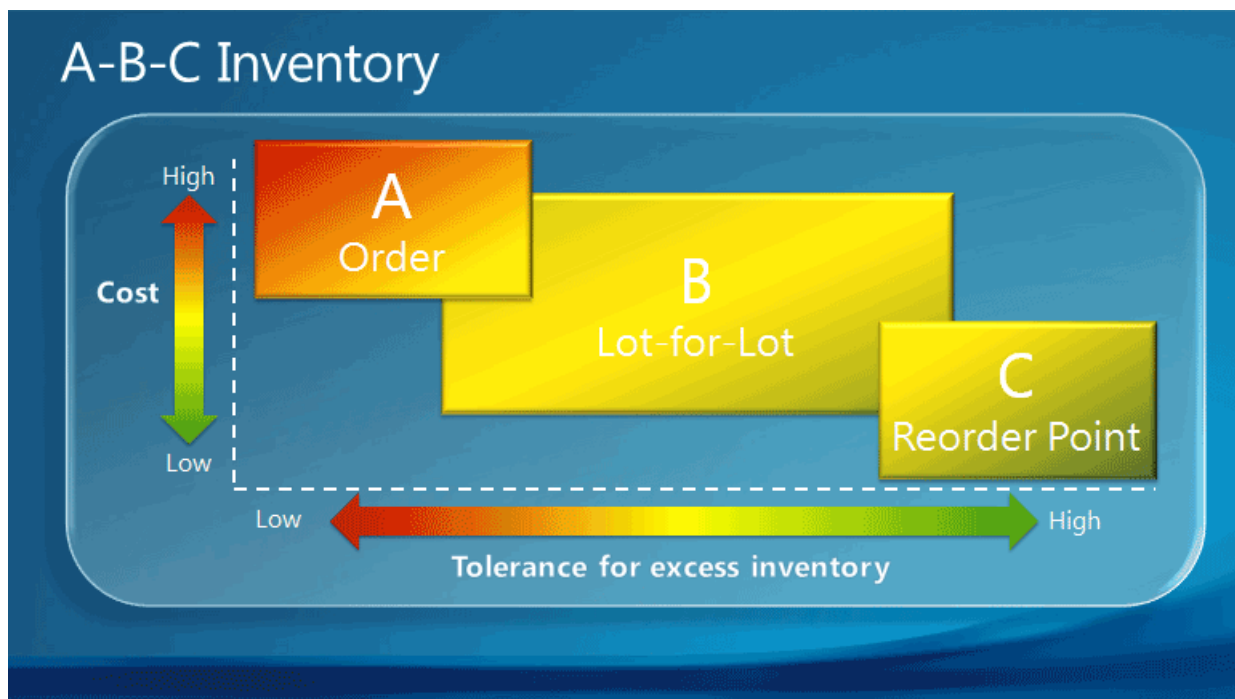 A-B-C Inventory
High
Cost
Low
A
Order
B
Lot-for-Lot
C
Reorder Point
Low
High
Tolerance for excess inventory